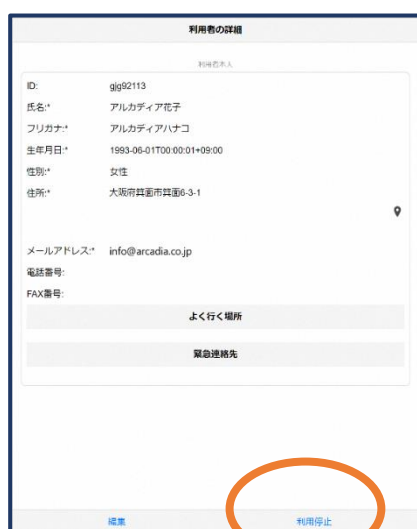 利用者の詳細
利用者本人
ID: gjg92113
氏名:* アルカディア花子
フリガナ:* アルカディアハナコ
生年月日:* 1993-06-01T00:00:01+09:00
性別:* 女性
住所:* 大阪府箕面市箕面6-3-1
メールアドレス:* info@arcadia.co.jp
電話番号:
FAX番号:
よく行く場所
緊急連絡先
編集 利用停止